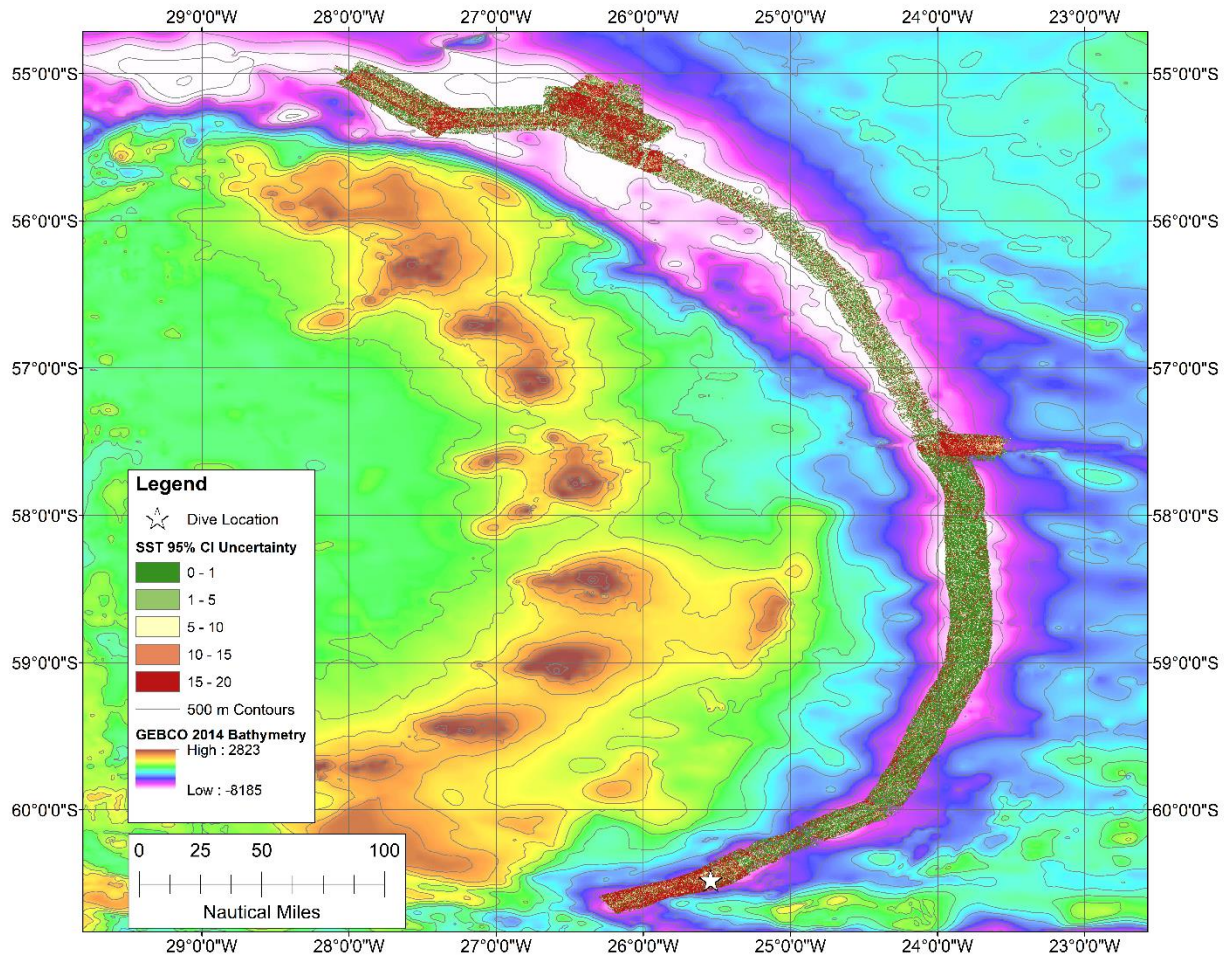 29°0'0"W 28°0'0"W 27°0'0"W 26°0'0"W 25°0'0"W 24°0'0"W 23°0'0"W
55°0'0"S 55°0'0"S
56°0'0"S 56°0'0"S
57°0'0"S 57°0'0"S
58°0'0"S 58°0'0"S
59°0'0"S 59°0'0"S
60°0'0"S 60°0'0"S
Legend
Dive Location
SST 95% CI Uncertainty
0 - 1
1 - 5
5 - 10
10 - 15
15 - 20
500 m Contours
GEBCO 2014 Bathymetry
High : 2823
Low : -8185
0 25 50 100
Nautical Miles
29°0'0"W 28°0'0"W 27°0'0"W 26°0'0"W 25°0'0"W 24°0'0"W 23°0'0"W